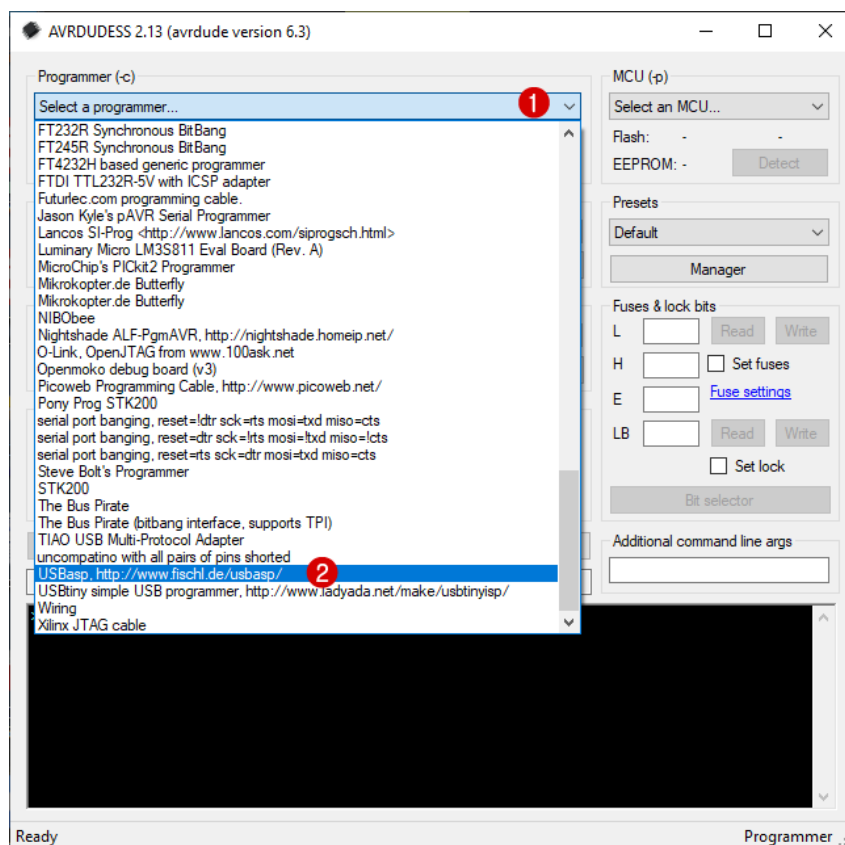 AVRDUDESS 2.13 (avrdude version 6.3)
Programmer (-c)
Select a programmer...
1
FT232R Synchronous BitBang
FT245R Synchronous BitBang
FT4232H based generic programmer
FTDI TTL232R-5V with ICSP adapter
Futurlec.com programming cable.
Jason Kyle's pAVR Serial Programmer
Lancos SI-Prog <http://www.lancos.com/siprogsch.html>
Luminary Micro LM3S811 Eval Board (Rev. A)
MicroChip's PICkit2 Programmer
Mikrokopter.de Butterfly
Mikrokopter.de Butterfly
NIBObee
Nightshade ALF-PgmAVR, http://nightshade.homeip.net/
O-Link, OpenJTAG from www.100ask.net
Openmoko debug board (v3)
Picoweb Programming Cable, http://www.picoweb.net/
Pony Prog STK200
serial port banging, reset=!dtr sck=rts mosi=txd miso=cts
serial port banging, reset=dtr sck=!rts mosi=!txd miso=!cts
serial port banging, reset=rts sck=dtr mosi=txd miso=cts
Steve Bolt's Programmer
STK200
The Bus Pirate
The Bus Pirate (bitbang interface, supports TPI)
TIAO USB Multi-Protocol Adapter
uncompatino with all pairs of pins shorted
USBasp, http://www.fischl.de/usbasp/
2
USBtiny simple USB programmer, http://www.ladyada.net/make/usbtinyisp/
Wiring
Xilinx JTAG cable
MCU (-p)
Select an MCU...
Flash: - -
EEPROM: - Detect
Presets
Default
Manager
Fuses & lock bits
L Read Write
H Set fuses
E Fuse settings
LB Read Write
Set lock
Bit selector
Additional command line args
Ready
Programmer